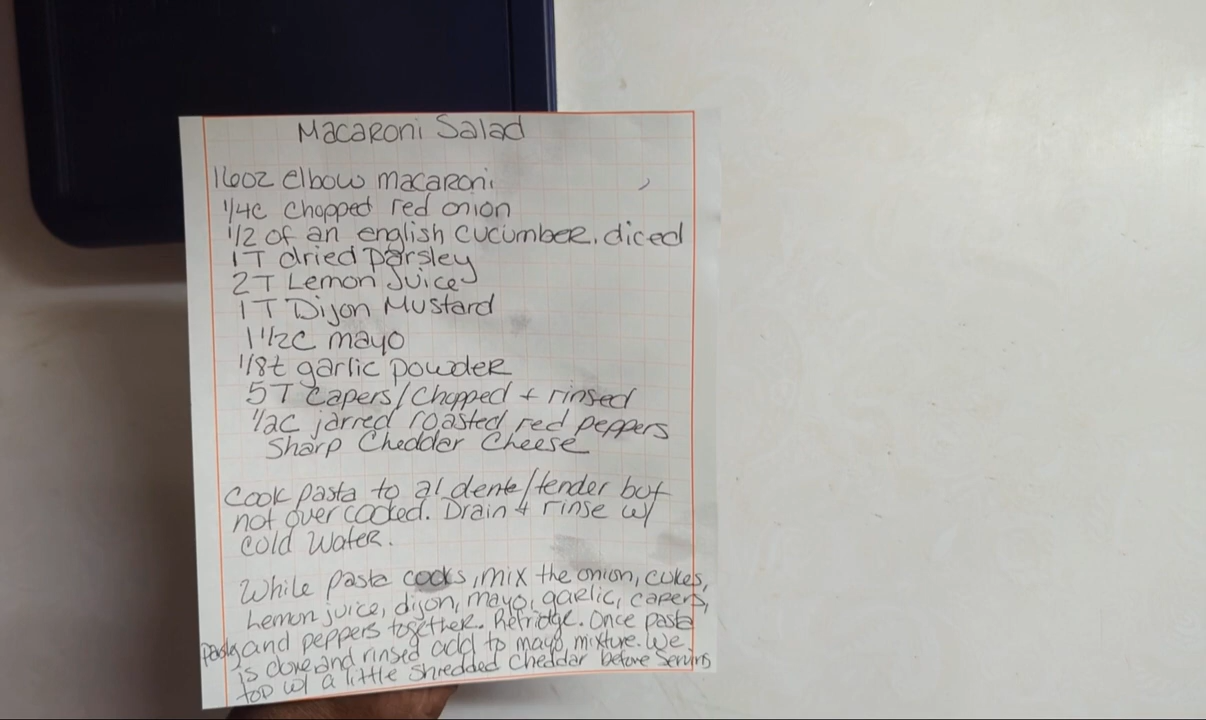 Macaroni Salad
16oz elbow macaroni
1/4c chopped red onion
1/2 of an english cucumber, diced
1T dried parsley
2T Lemon Juice
1T Dijon Mustard
1 1/2c mayo
1/8t garlic powder
5T Capers/Chopped + rinsed
1/2c jarred roasted red peppers
Sharp Cheddar Cheese
Cook pasta to al dente/tender but
not over cooked. Drain + rinse w/
cold water.
While pasta cooks, mix the onion, cukes,
Lemon juice, dijon, mayo, garlic, capers,
parsley and peppers together. Refridge. Once pasta
is done and rinsed add to mayo mixture. We
top w/ a little shredded cheddar before serving